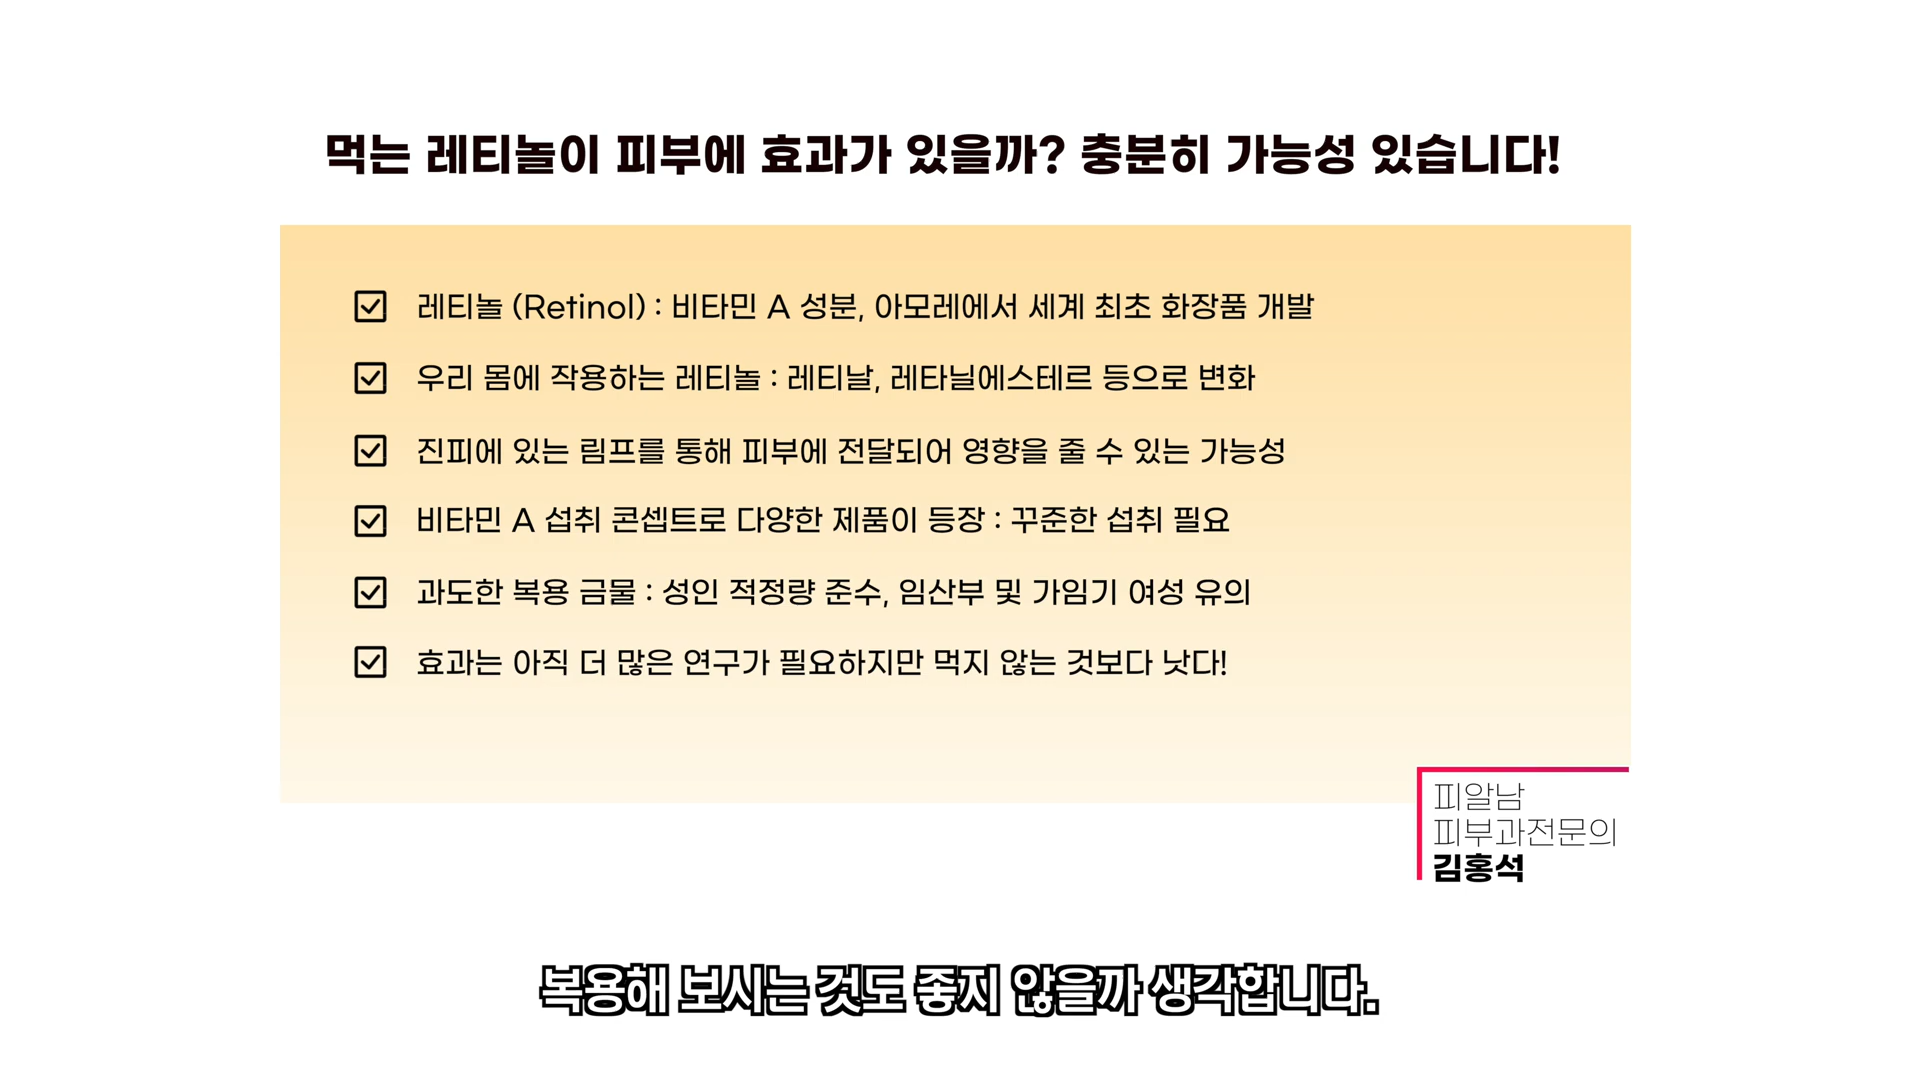 먹는 레티놀이 피부에 효과가 있을까? 충분히 가능성 있습니다!
레티놀 (Retinol) : 비타민 A 성분, 아모레에서 세계 최초 화장품 개발
우리 몸에 작용하는 레티놀 : 레티날, 레타닐에스테르 등으로 변화
진피에 있는 림프를 통해 피부에 전달되어 영향을 줄 수 있는 가능성
비타민 A 섭취 콘셉트로 다양한 제품이 등장 : 꾸준한 섭취 필요
과도한 복용 금물 : 성인 적정량 준수, 임산부 및 가임기 여성 유의
효과는 아직 더 많은 연구가 필요하지만 먹지 않는 것보다 낫다!
피알남
피부과전문의
김홍석
복용해 보시는 것도 좋지 않을까 생각합니다.